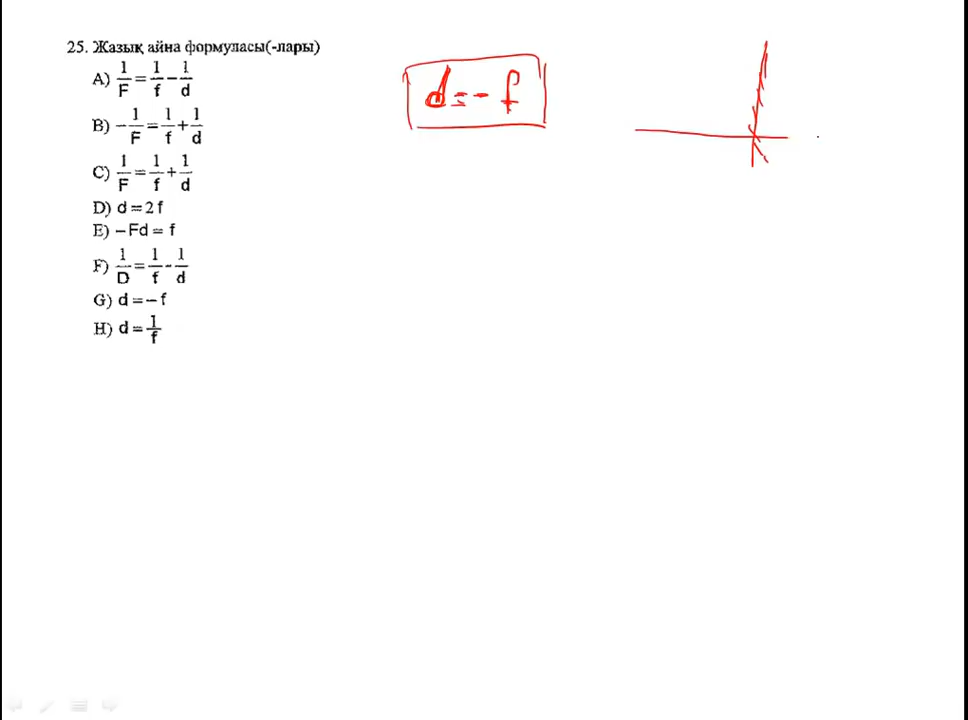 25. Жазық айна формуласы(-лары)
A) 1/F = 1/f − 1/d
B) − 1/F = 1/f + 1/d
C) 1/F = 1/f + 1/d
D) d = 2 f
E) − Fd = f
F) 1/D = 1/f - 1/d
G) d = − f
H) d = 1/f
d = - f